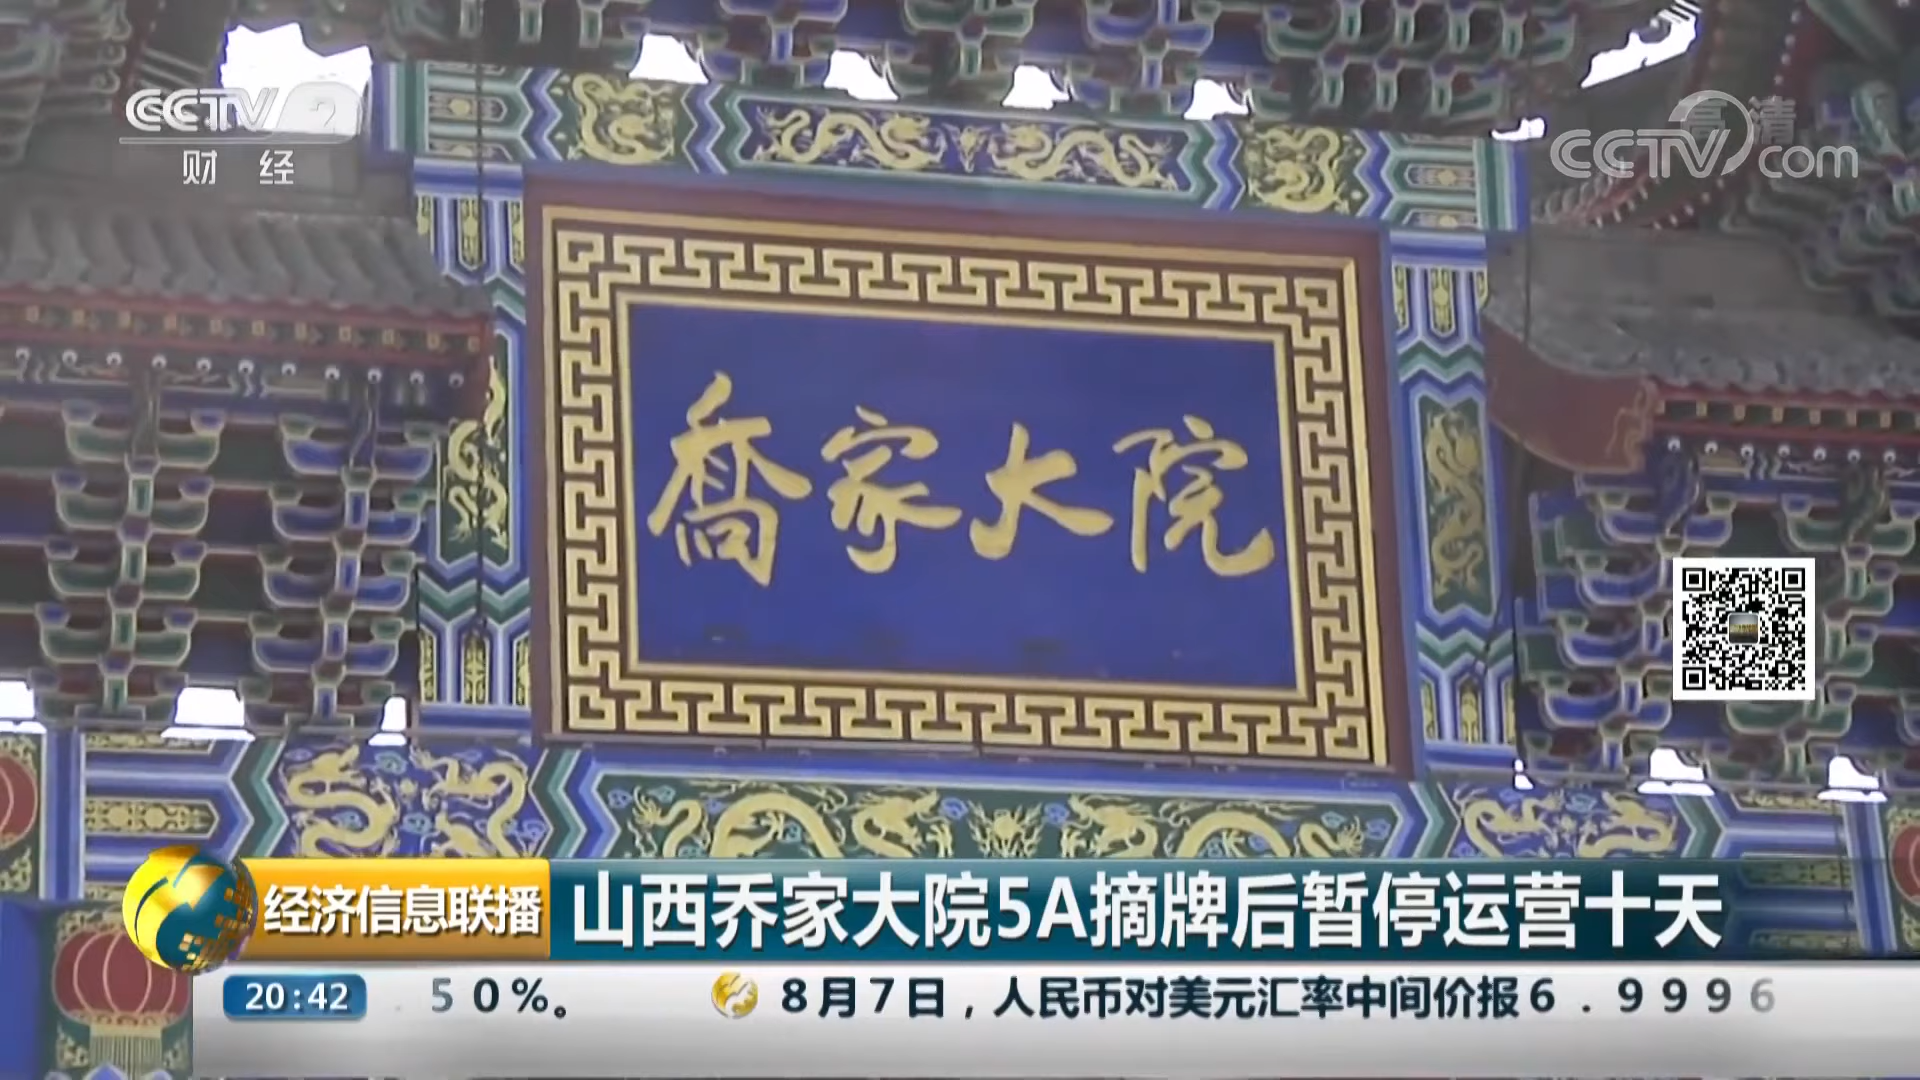 CCTV 2
财经
高清
CCTV.com
喬家大院
经济信息联播
山西乔家大院5A摘牌后暂停运营十天
20:42
.50%。
8月7日，人民币对美元汇率中间价报6.9996